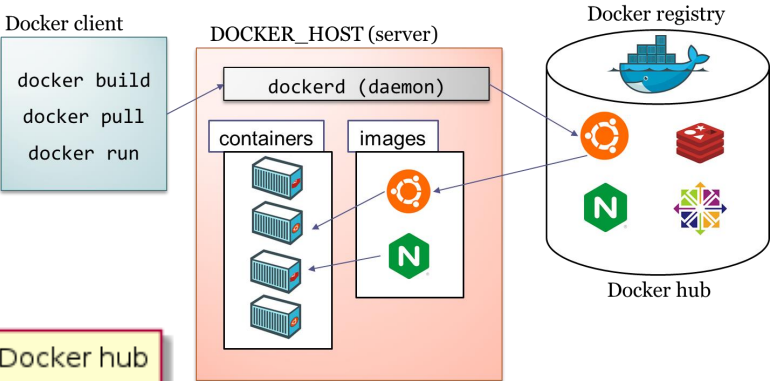 Docker client
docker build
docker pull
docker run
DOCKER_HOST (server)
dockerd (daemon)
containers
images
N
N
Docker registry
Docker hub
Docker hub